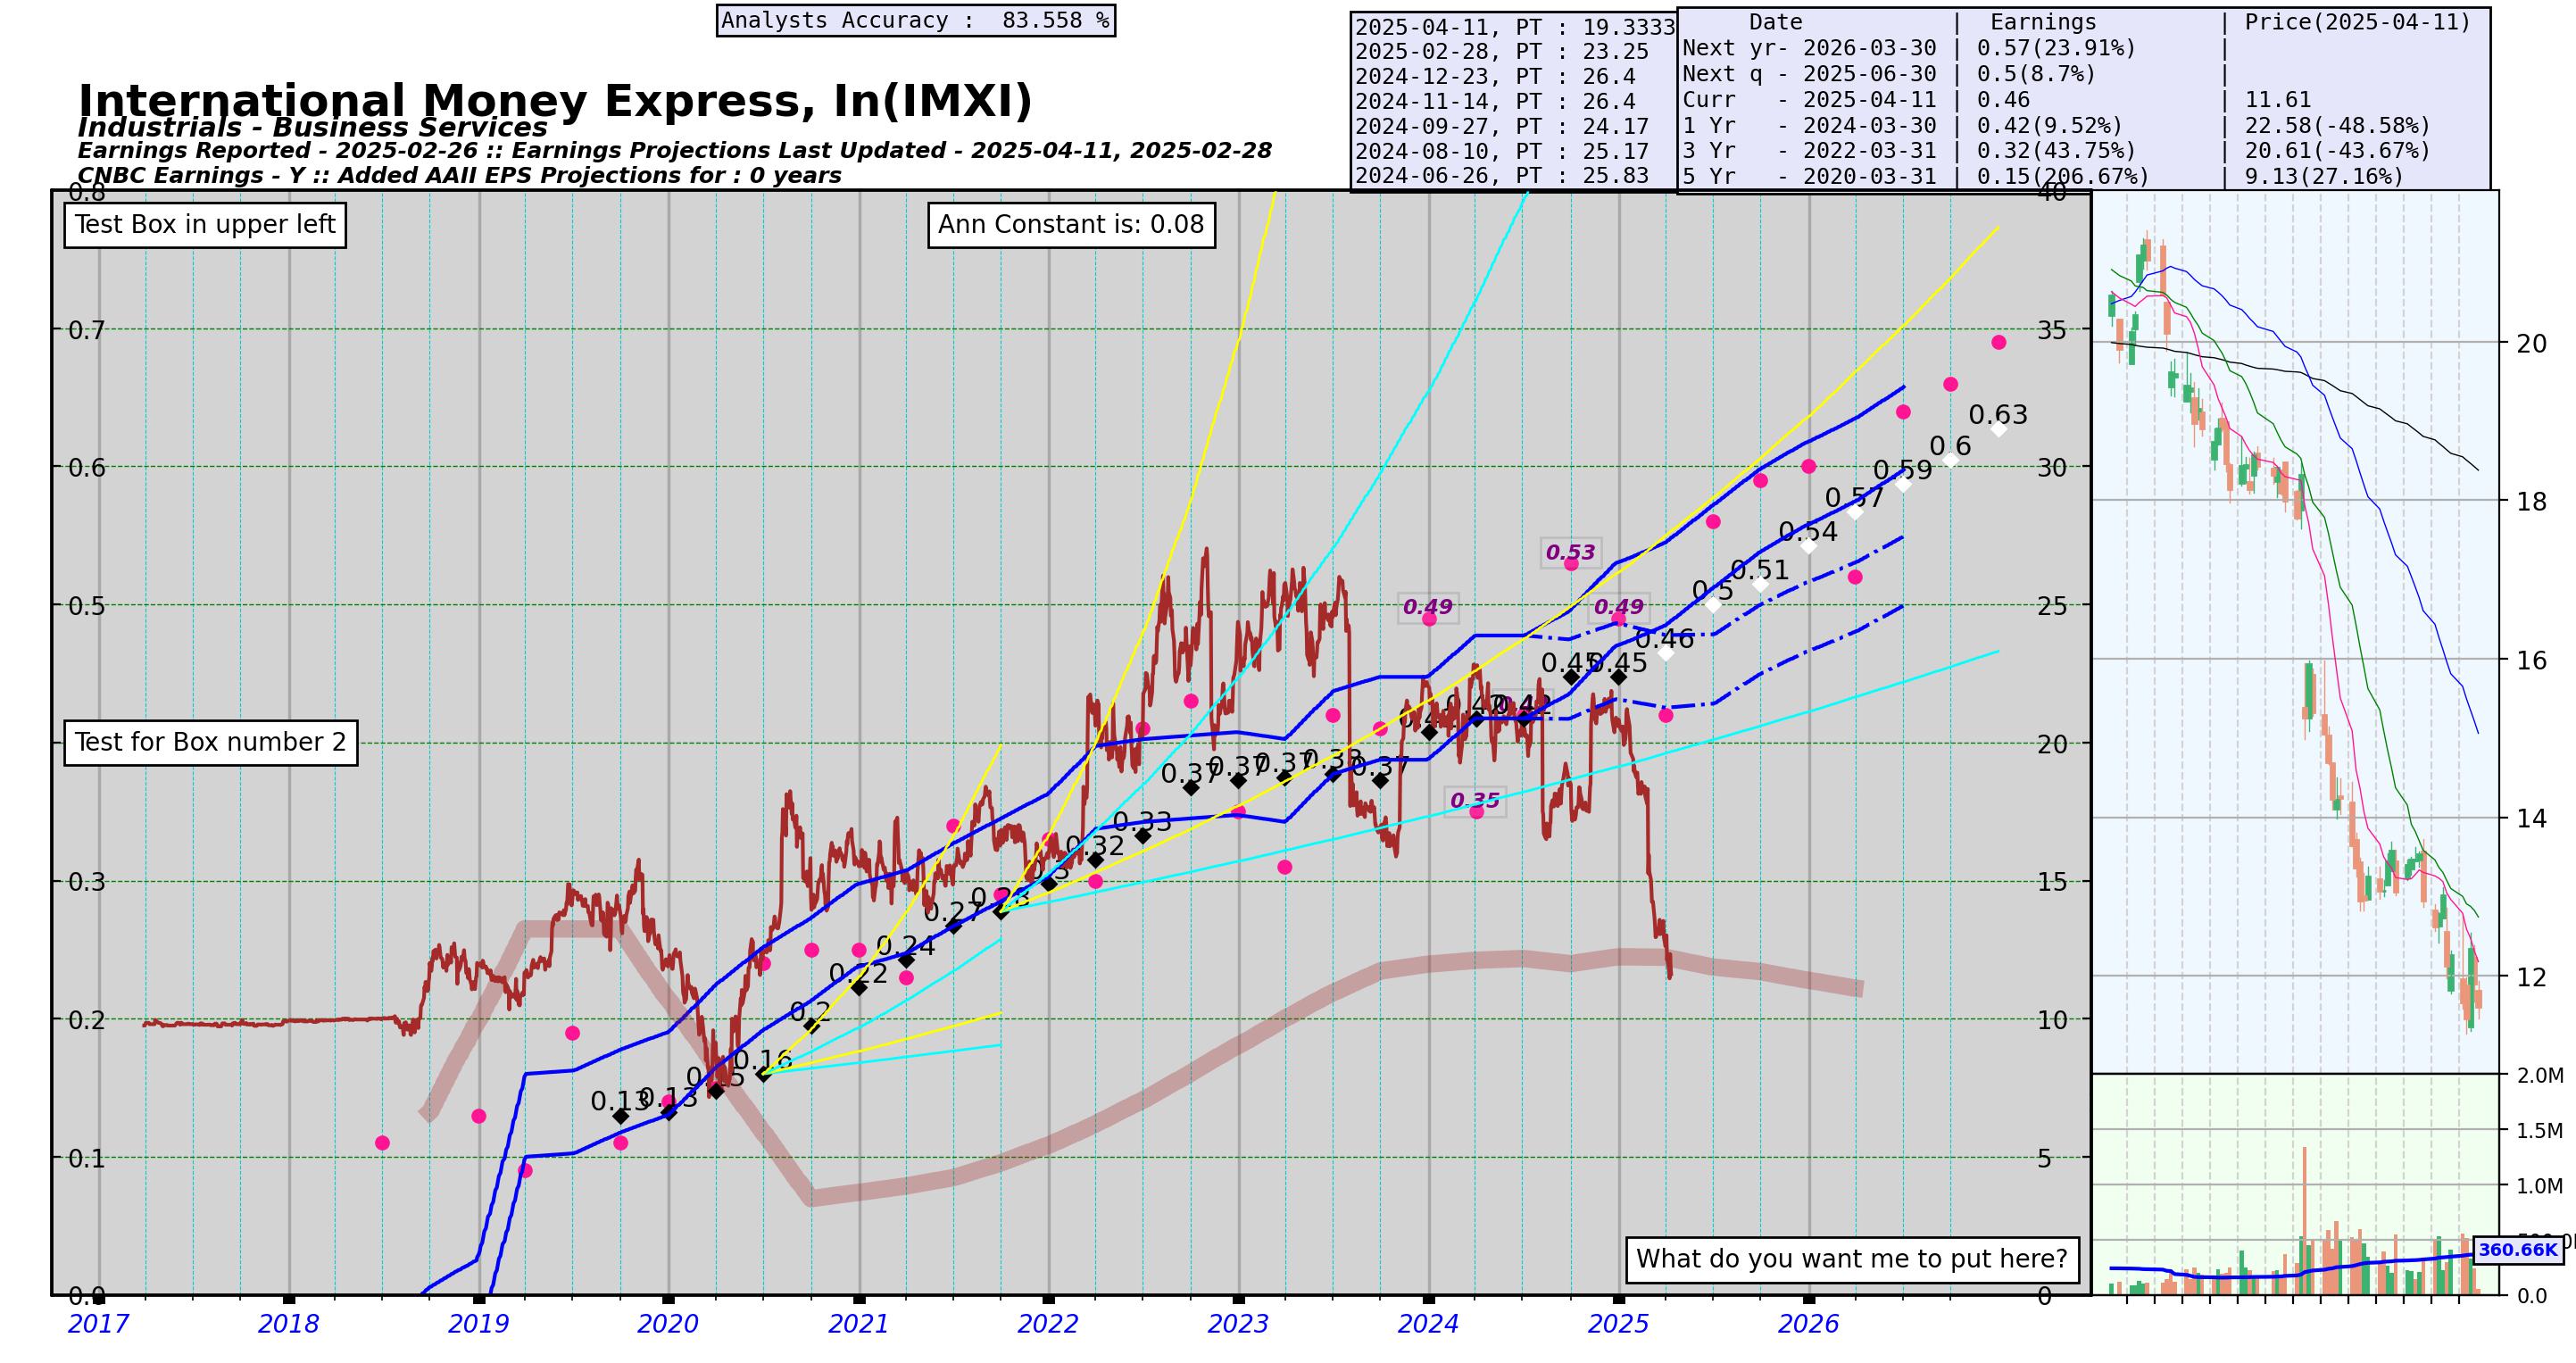 Analysts Accuracy :  83.558 %
2025-04-11, PT : 19.3333
2025-02-28, PT : 23.25
2024-12-23, PT : 26.4
2024-11-14, PT : 26.4
2024-09-27, PT : 24.17
2024-08-10, PT : 25.17
2024-06-26, PT : 25.83
Date | Earnings | Price(2025-04-11)
Next yr- 2026-03-30 | 0.57(23.91%) |
Next q - 2025-06-30 | 0.5(8.7%) |
Curr - 2025-04-11 | 0.46 | 11.61
1 Yr - 2024-03-30 | 0.42(9.52%) | 22.58(-48.58%)
3 Yr - 2022-03-31 | 0.32(43.75%) | 20.61(-43.67%)
5 Yr - 2020-03-31 | 0.15(206.67%) | 9.13(27.16%)
International Money Express, In(IMXI)
Industrials - Business Services
Earnings Reported - 2025-02-26 :: Earnings Projections Last Updated - 2025-04-11, 2025-02-28
CNBC Earnings - Y :: Added AAII EPS Projections for : 0 years
Test Box in upper left
Ann Constant is: 0.08
Test for Box number 2
What do you want me to put here?
0.8
0.7
0.6
0.5
0.3
0.2
0.1
0.0
40
35
30
25
20
15
10
5
0
0.13
0.13
0.15
0.16
0.2
0.22
0.24
0.27
0.28
0.3
0.32
0.33
0.37
0.37
0.37
0.38
0.37
0.42
0.42
0.45
0.45
0.46
0.5
0.51
0.54
0.57
0.59
0.6
0.63
0.49
0.35
0.53
0.49
20
18
16
14
12
2.0M
1.5M
1.0M
360.66K
0.0
2017
2018
2019
2020
2021
2022
2023
2024
2025
2026